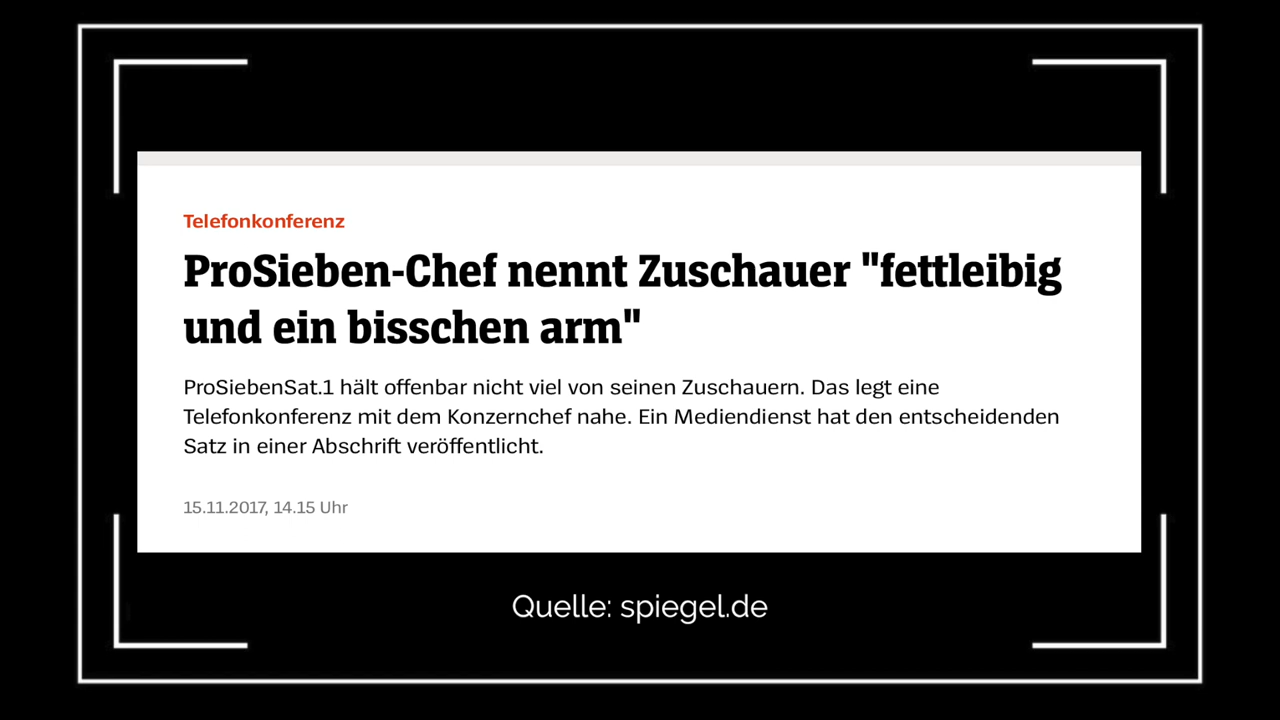 Telefonkonferenz
ProSieben-Chef nennt Zuschauer "fettleibig
und ein bisschen arm"
ProSiebenSat.1 hält offenbar nicht viel von seinen Zuschauern. Das legt eine
Telefonkonferenz mit dem Konzernchef nahe. Ein Mediendienst hat den entscheidenden
Satz in einer Abschrift veröffentlicht.
15.11.2017, 14.15 Uhr
Quelle: spiegel.de